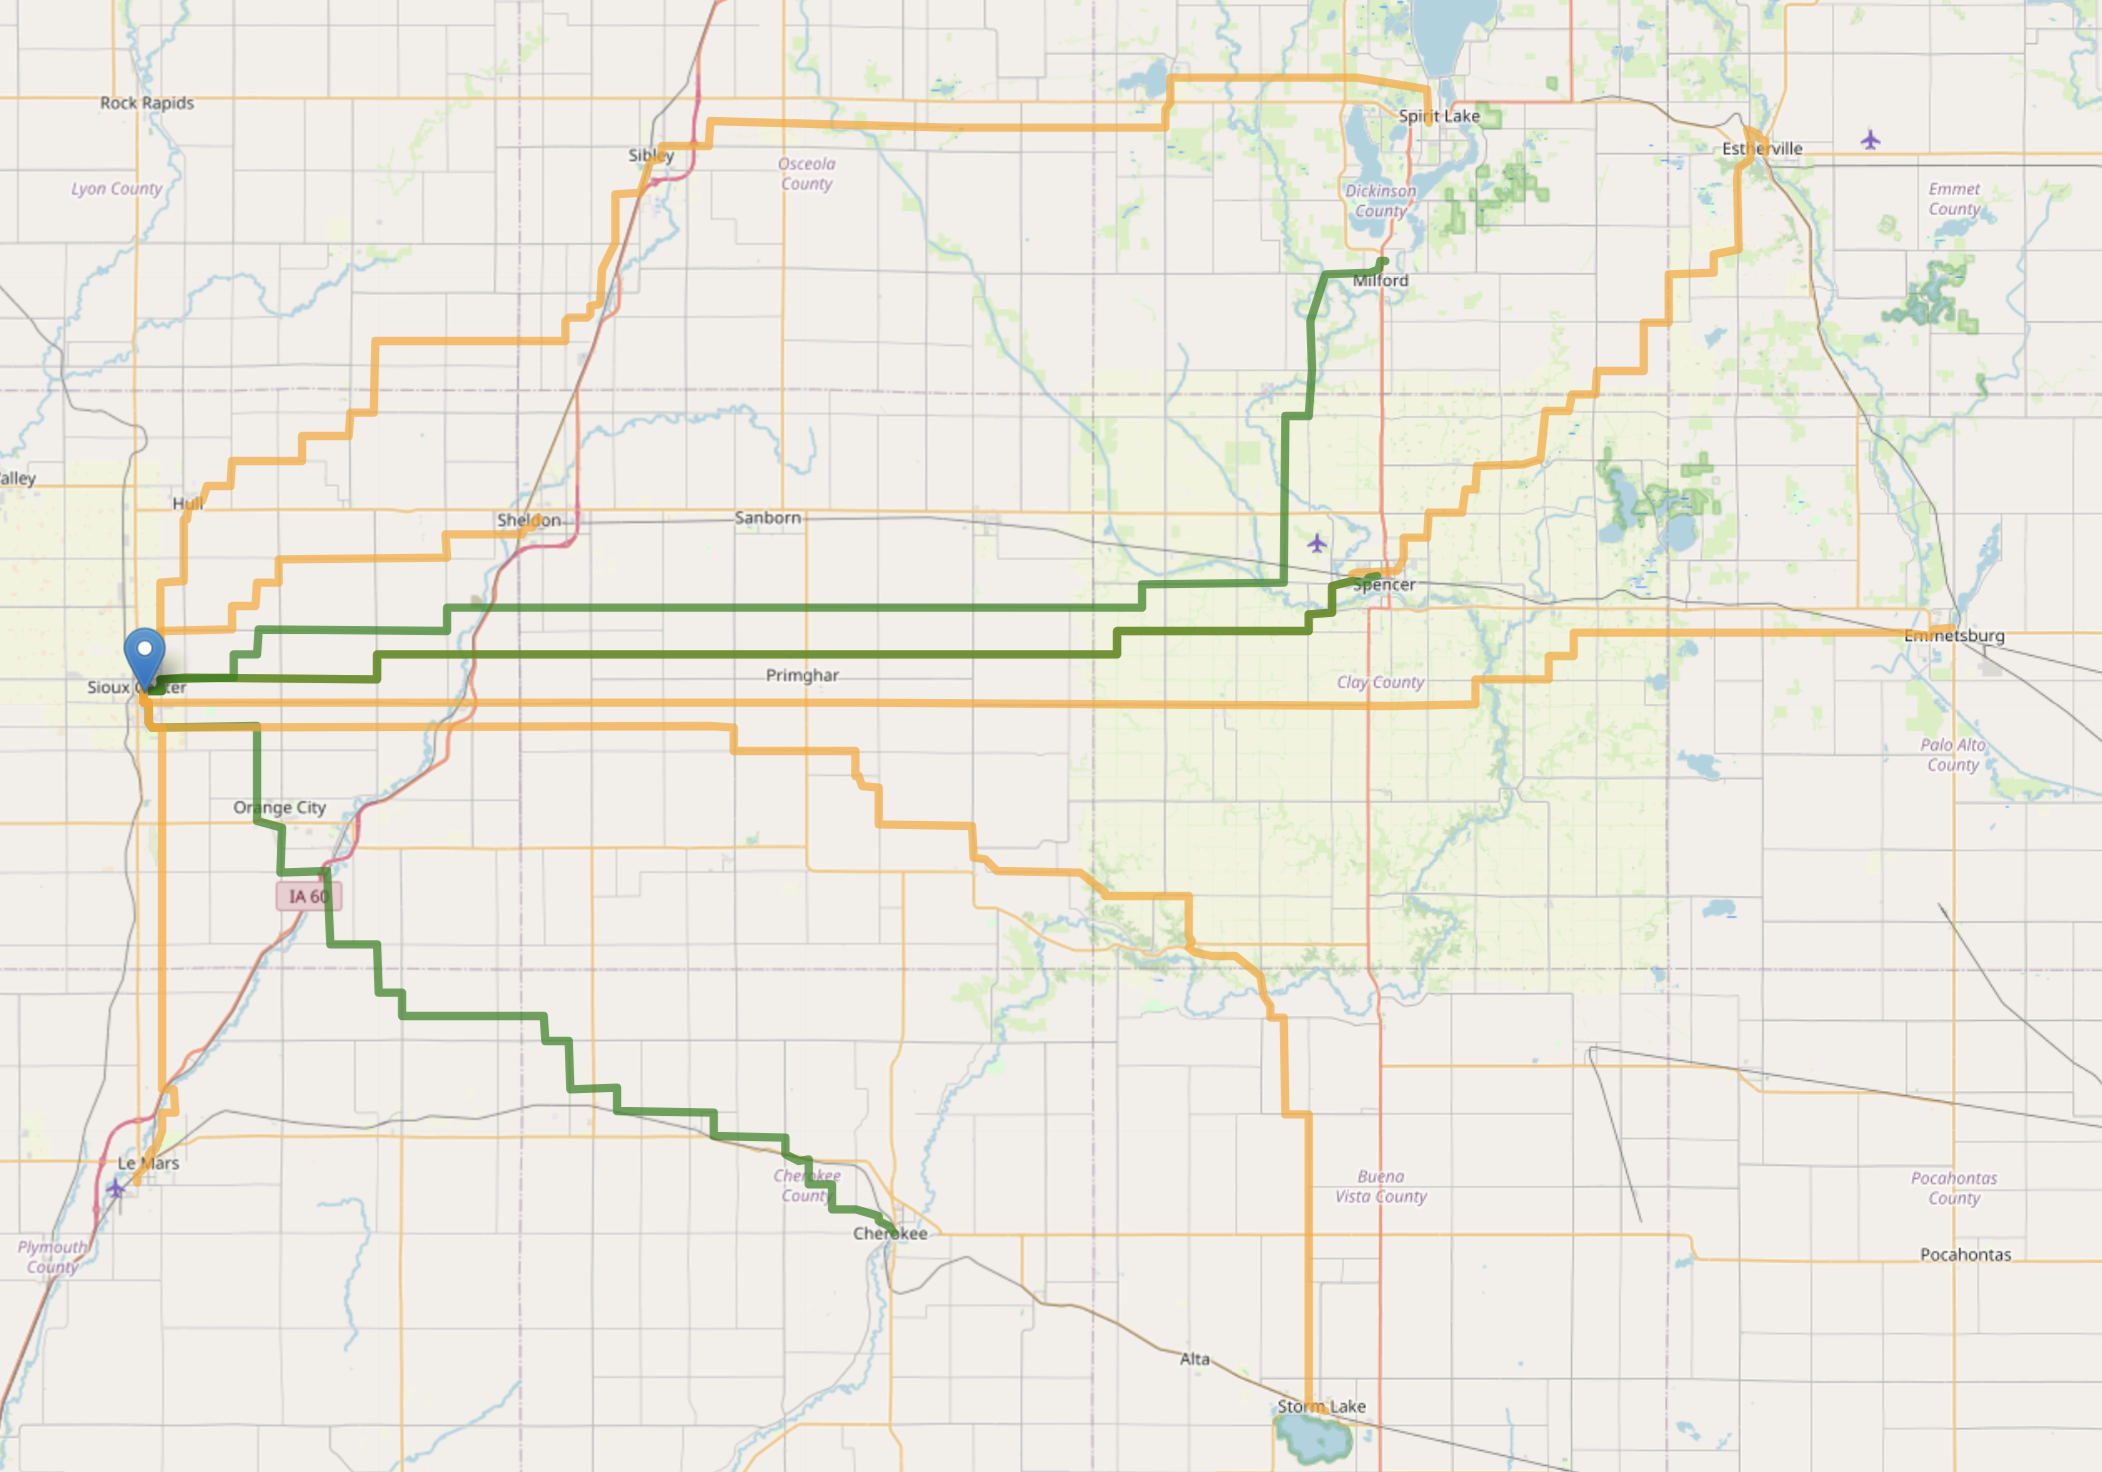 Rock Rapids
Spirit Lake
Sibley
Estherville
Osceola
County
Lyon County
Dickinson
County
Emmet
County
Milford
alley
Hull
Sheldon
Sanborn
Spencer
Emmetsburg
Primghar
Clay County
Sioux Center
Palo Alto
County
Orange City
IA 60
Le Mars
Cherokee
County
Buena
Vista County
Pocahontas
County
Cherokee
Plymouth
County
Pocahontas
Alta
Storm Lake